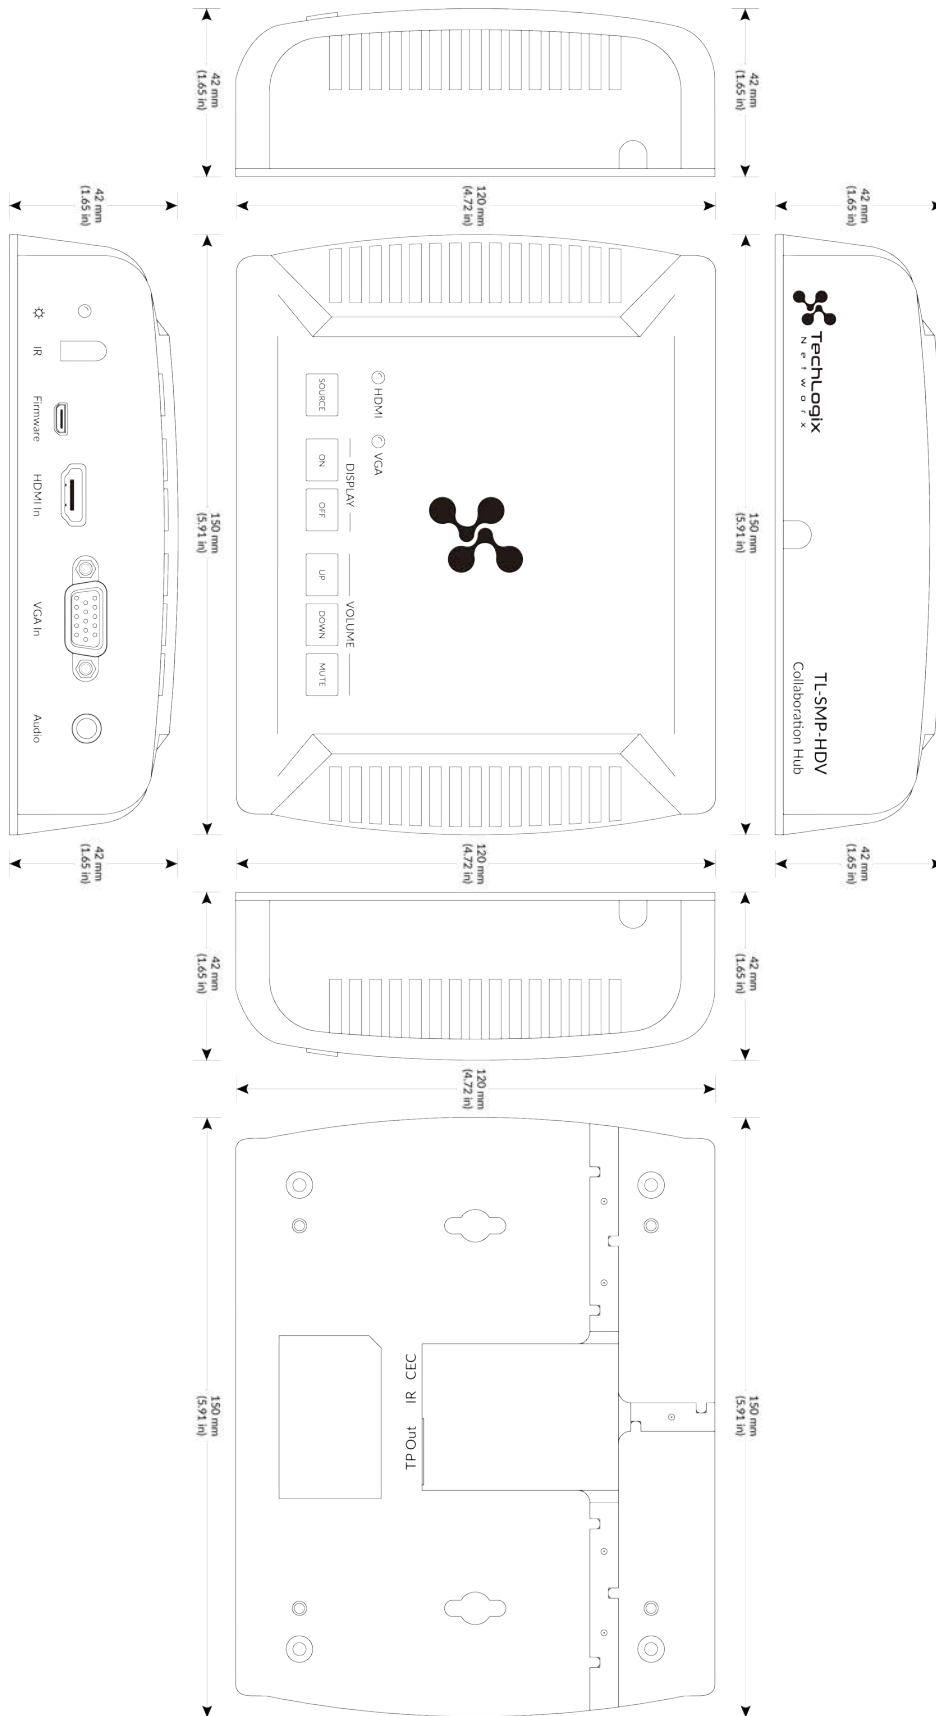 42 mm
(1.65 in)
42 mm
(1.65 in)
42 mm
(1.65 in)
120 mm
(4.72 in)
42 mm
(1.65 in)
TechLogix
Networx
TL-SMP-HDV
Collaboration Hub
150 mm
(5.91 in)
HDMI
VGA
DISPLAY
VOLUME
SOURCE
ON
OFF
UP
DOWN
MUTE
150 mm
(5.91 in)
IR
Firmware
HDMI In
VGA In
Audio
42 mm
(1.65 in)
120 mm
(4.72 in)
42 mm
(1.65 in)
42 mm
(1.65 in)
42 mm
(1.65 in)
120 mm
(4.72 in)
150 mm
(5.91 in)
CEC
IR
TP Out
150 mm
(5.91 in)